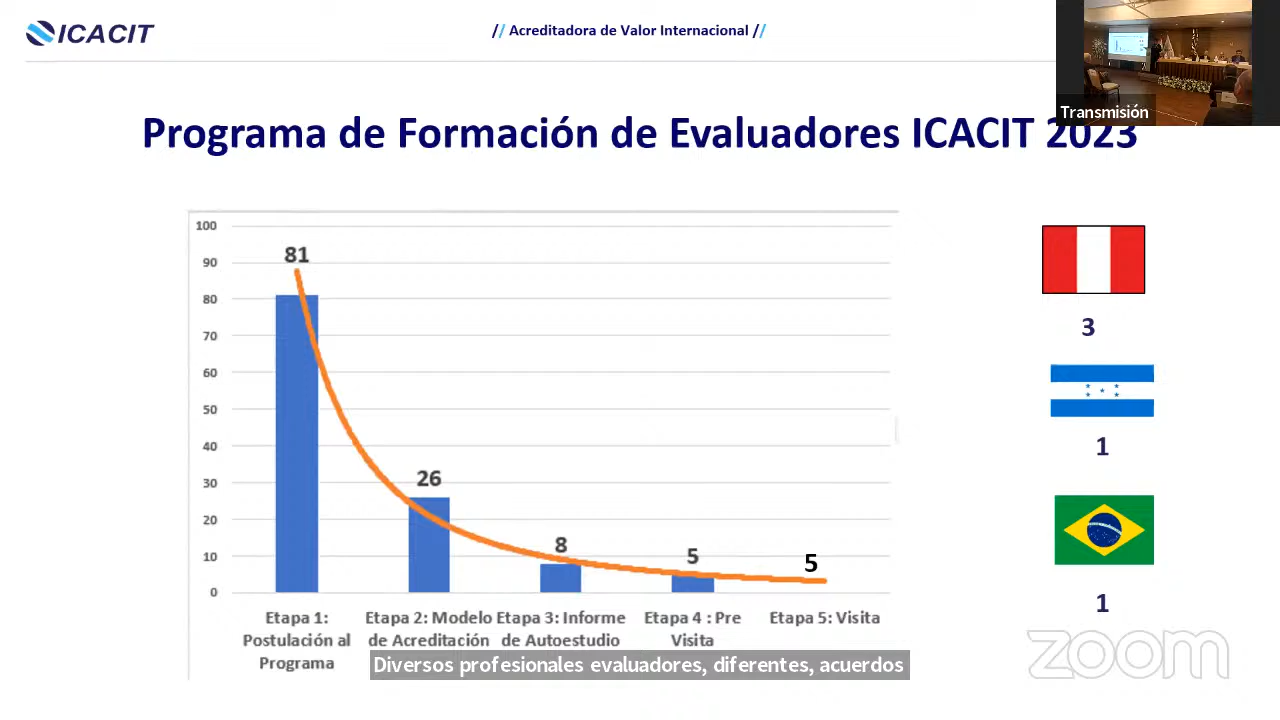 ICACIT
// Acreditadora de Valor Internacional //
Transmisión
Programa de Formación de Evaluadores ICACIT 2023
100
90
80
70
60
50
40
30
20
10
0
81
26
8
5
5
Etapa 1:
Postulación al
Programa
Etapa 2: Modelo
de Acreditación
Etapa 3: Informe
de Autoestudio
Etapa 4 : Pre
Visita
Etapa 5: Visita
3
1
1
Diversos profesionales evaluadores, diferentes, acuerdos
zoom